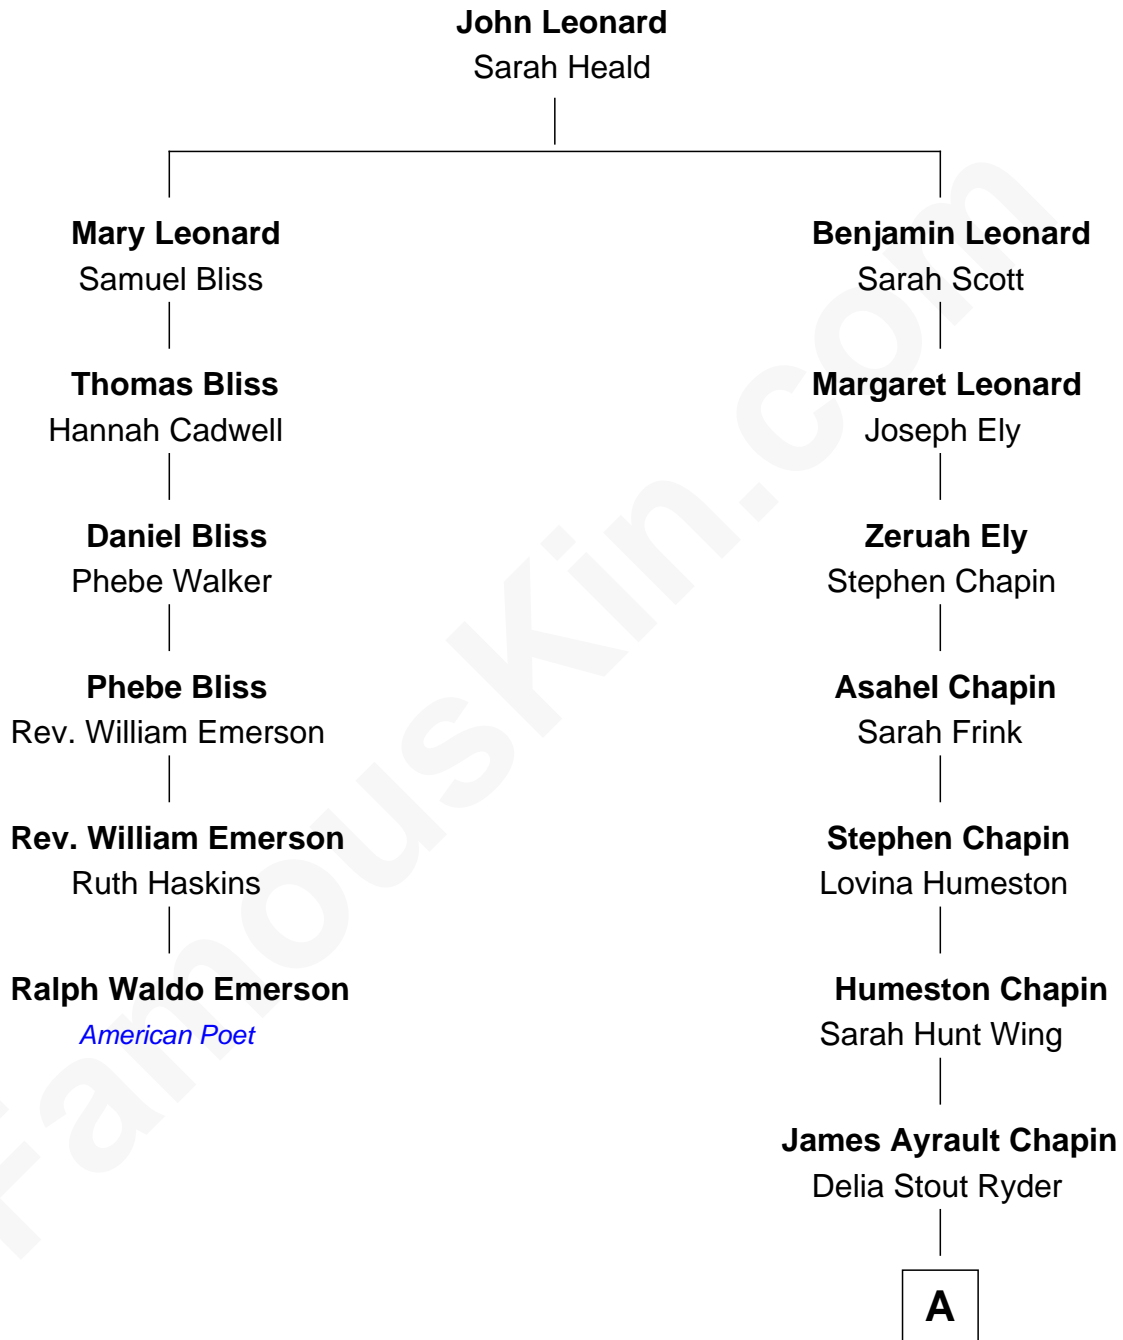 John Leonard
Sarah Heald
Mary Leonard
Samuel Bliss
Benjamin Leonard
Sarah Scott
Thomas Bliss
Hannah Cadwell
Margaret Leonard
Joseph Ely
Daniel Bliss
Phebe Walker
Zeruah Ely
Stephen Chapin
Phebe Bliss
Rev. William Emerson
Asahel Chapin
Sarah Frink
Rev. William Emerson
Ruth Haskins
Stephen Chapin
Lovina Humeston
Ralph Waldo Emerson
American Poet
Humeston Chapin
Sarah Hunt Wing
James Ayrault Chapin
Delia Stout Ryder
A
FamousKin.com